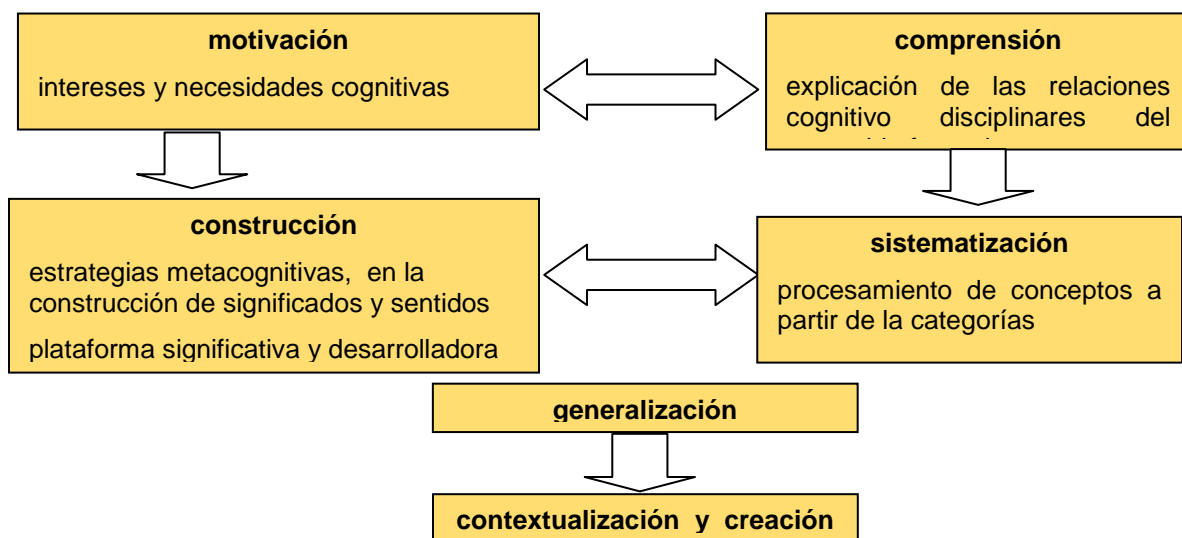 motivación
intereses y necesidades cognitivas
comprensión
explicación de las relaciones
cognitivo disciplinares del
construcción
estrategias metacognitivas, en la
construcción de significados y sentidos
plataforma significativa y desarrolladora
sistematización
procesamiento de conceptos a
partir de la categorías
generalización
contextualización y creación